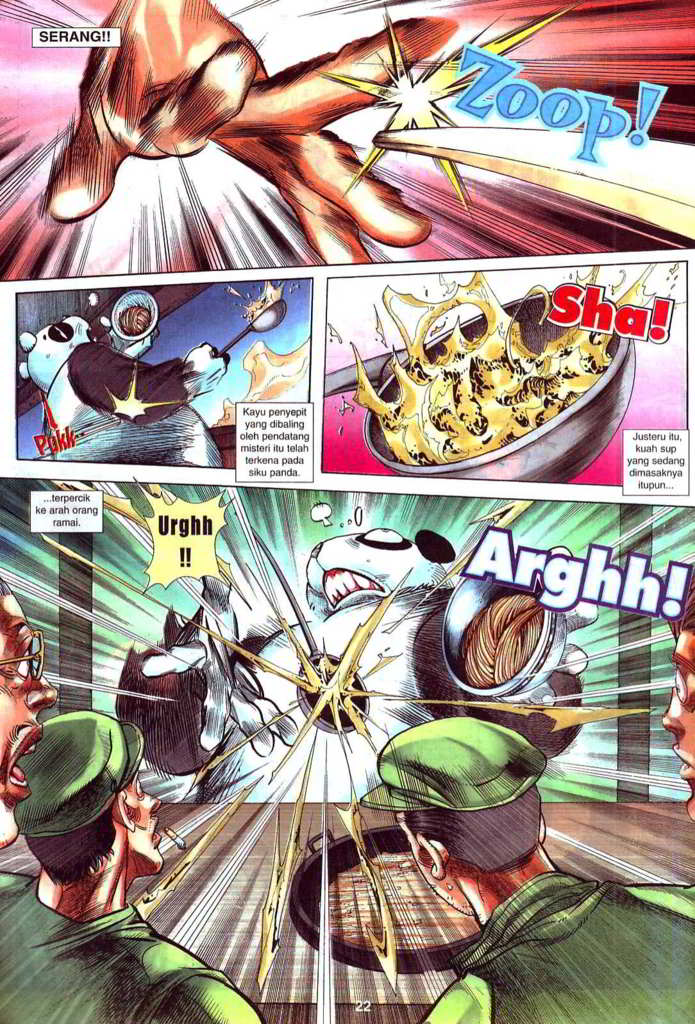 SERANG!!
Zoop!
Kayu penyepit
yang dibaling
oleh pendatang
misteri itu telah
terkena pada
siku panda.
Pukk
Sha!
Justeru itu,
kuah sup
yang sedang
dimasaknya
itupun...
...terpercik
ke arah orang
ramai.
Urghh
!!
Arghh!
22